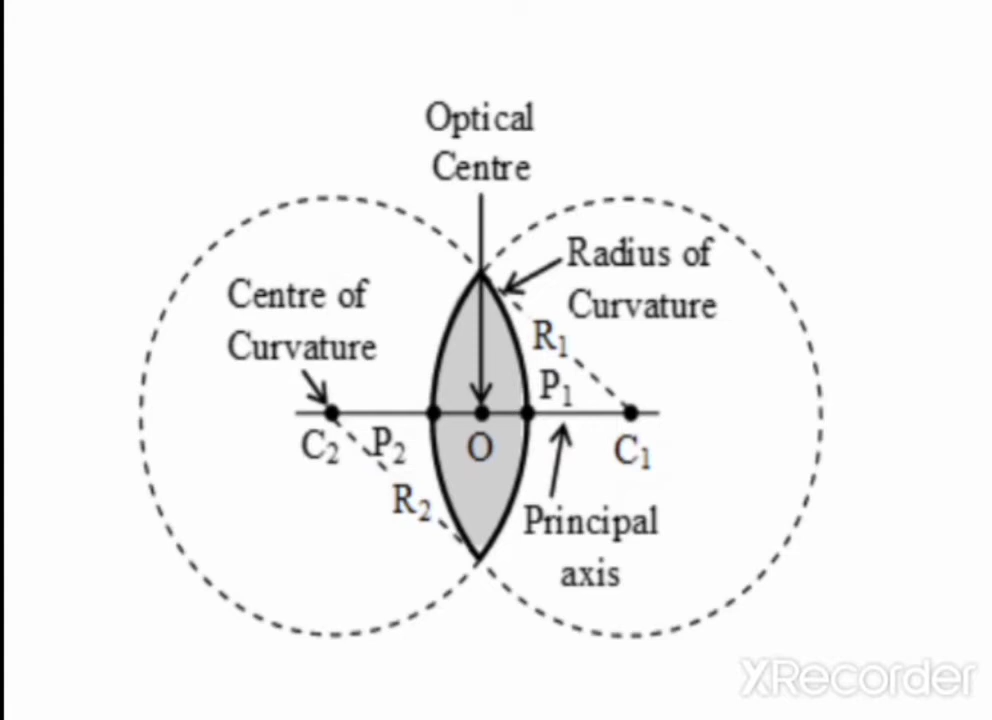 Optical
Centre
Radius of
Curvature
Centre of
Curvature
R₁
P₁
C₂
P₂
O
C₁
R₂
Principal
axis
XRecorder